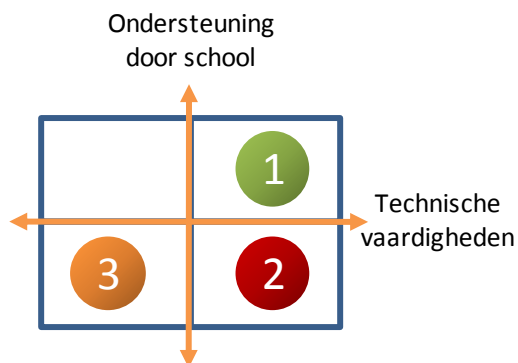 Ondersteuning
door school
1
Technische
vaardigheden
3
2